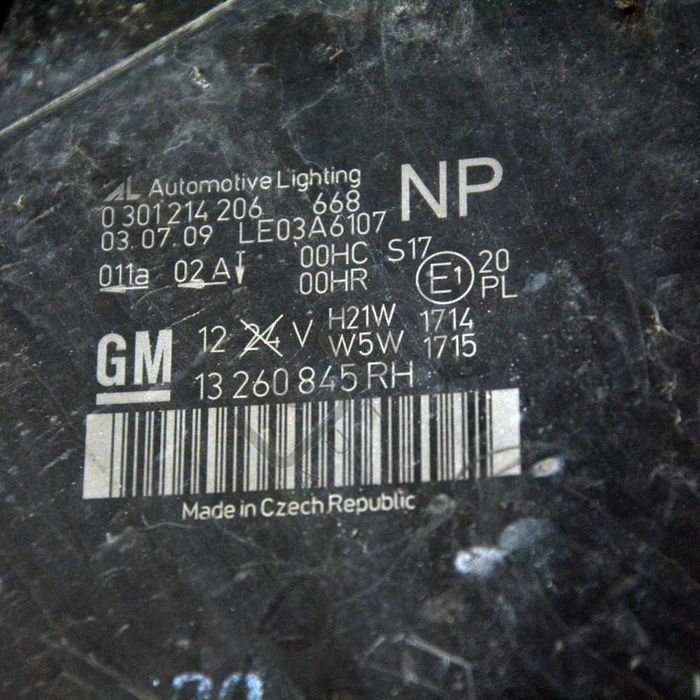 AL Automotive Lighting
NP
0 301 214 206 668
03.07.09 LE03A6107
011a 02 A 00HC S17
00HR E1 20
PL
12 24 V H21W 1714
W5W 1715
GM
13 260 845 RH
Made in Czech Republic